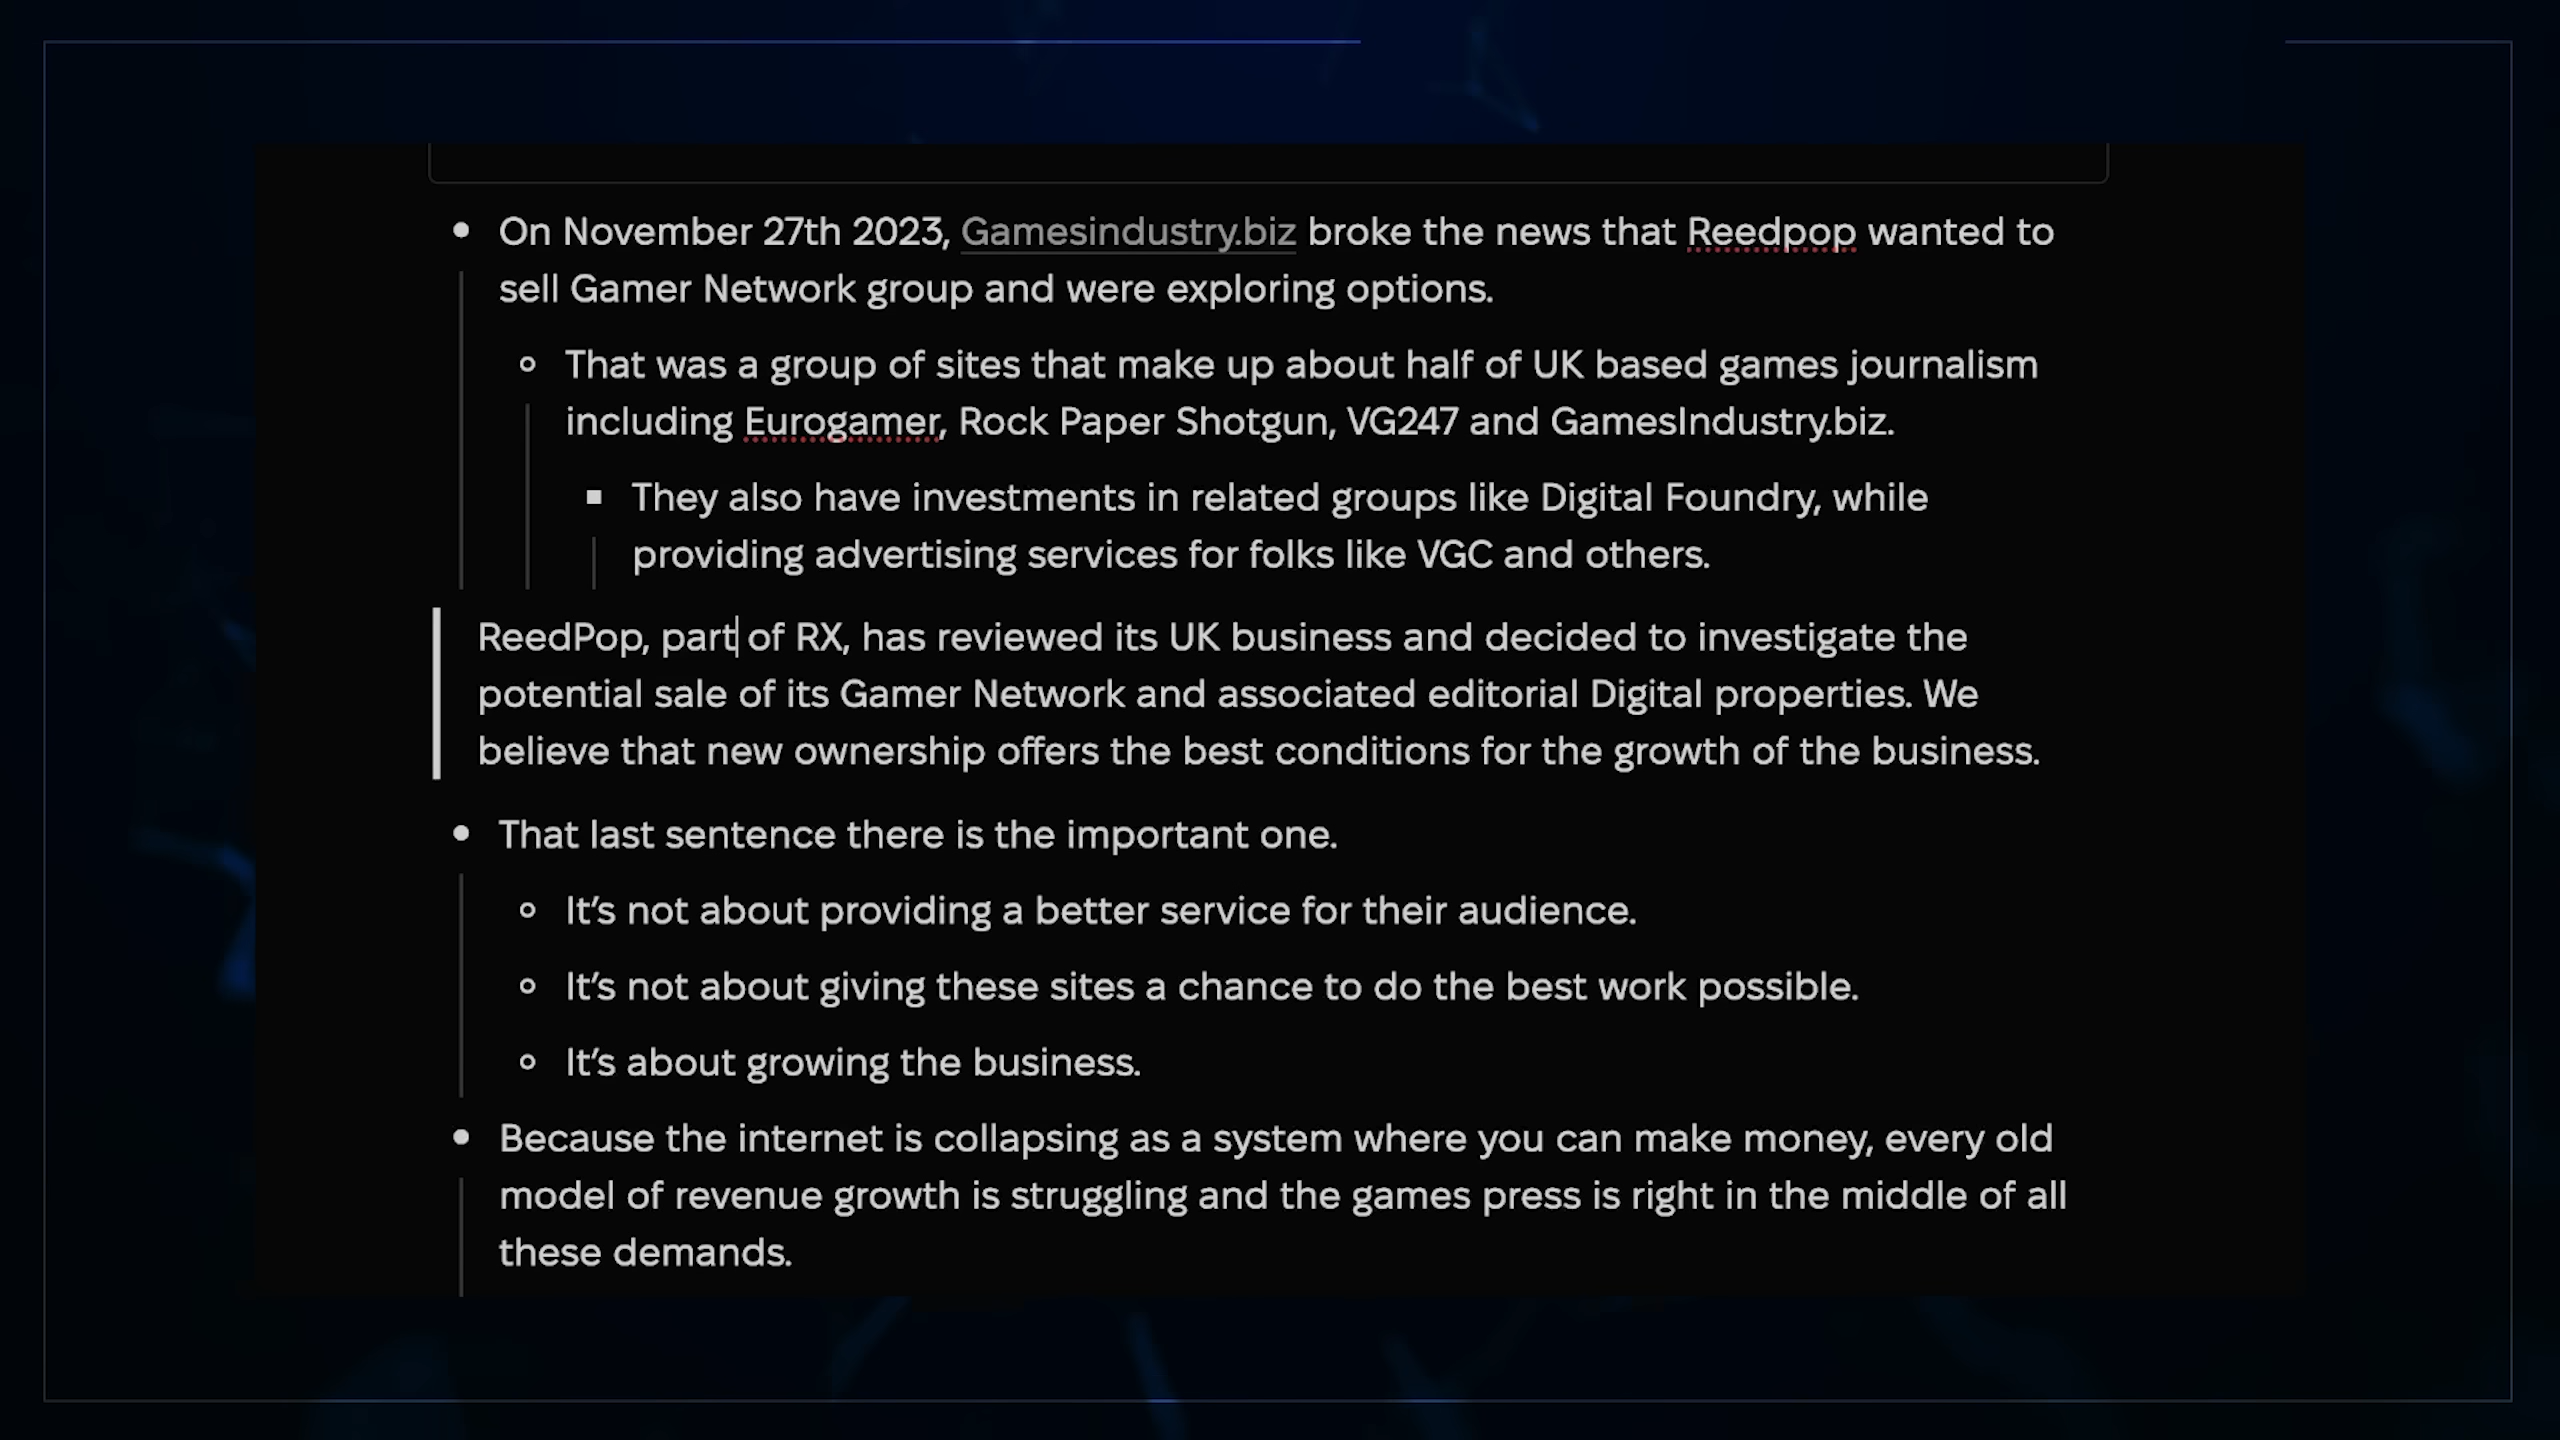 On November 27th 2023, Gamesindustry.biz broke the news that Reedpop wanted to
sell Gamer Network group and were exploring options.
That was a group of sites that make up about half of UK based games journalism
including Eurogamer, Rock Paper Shotgun, VG247 and GamesIndustry.biz.
They also have investments in related groups like Digital Foundry, while
providing advertising services for folks like VGC and others.
ReedPop, part of RX, has reviewed its UK business and decided to investigate the
potential sale of its Gamer Network and associated editorial Digital properties. We
believe that new ownership offers the best conditions for the growth of the business.
That last sentence there is the important one.
It’s not about providing a better service for their audience.
It’s not about giving these sites a chance to do the best work possible.
It’s about growing the business.
Because the internet is collapsing as a system where you can make money, every old
model of revenue growth is struggling and the games press is right in the middle of all
these demands.